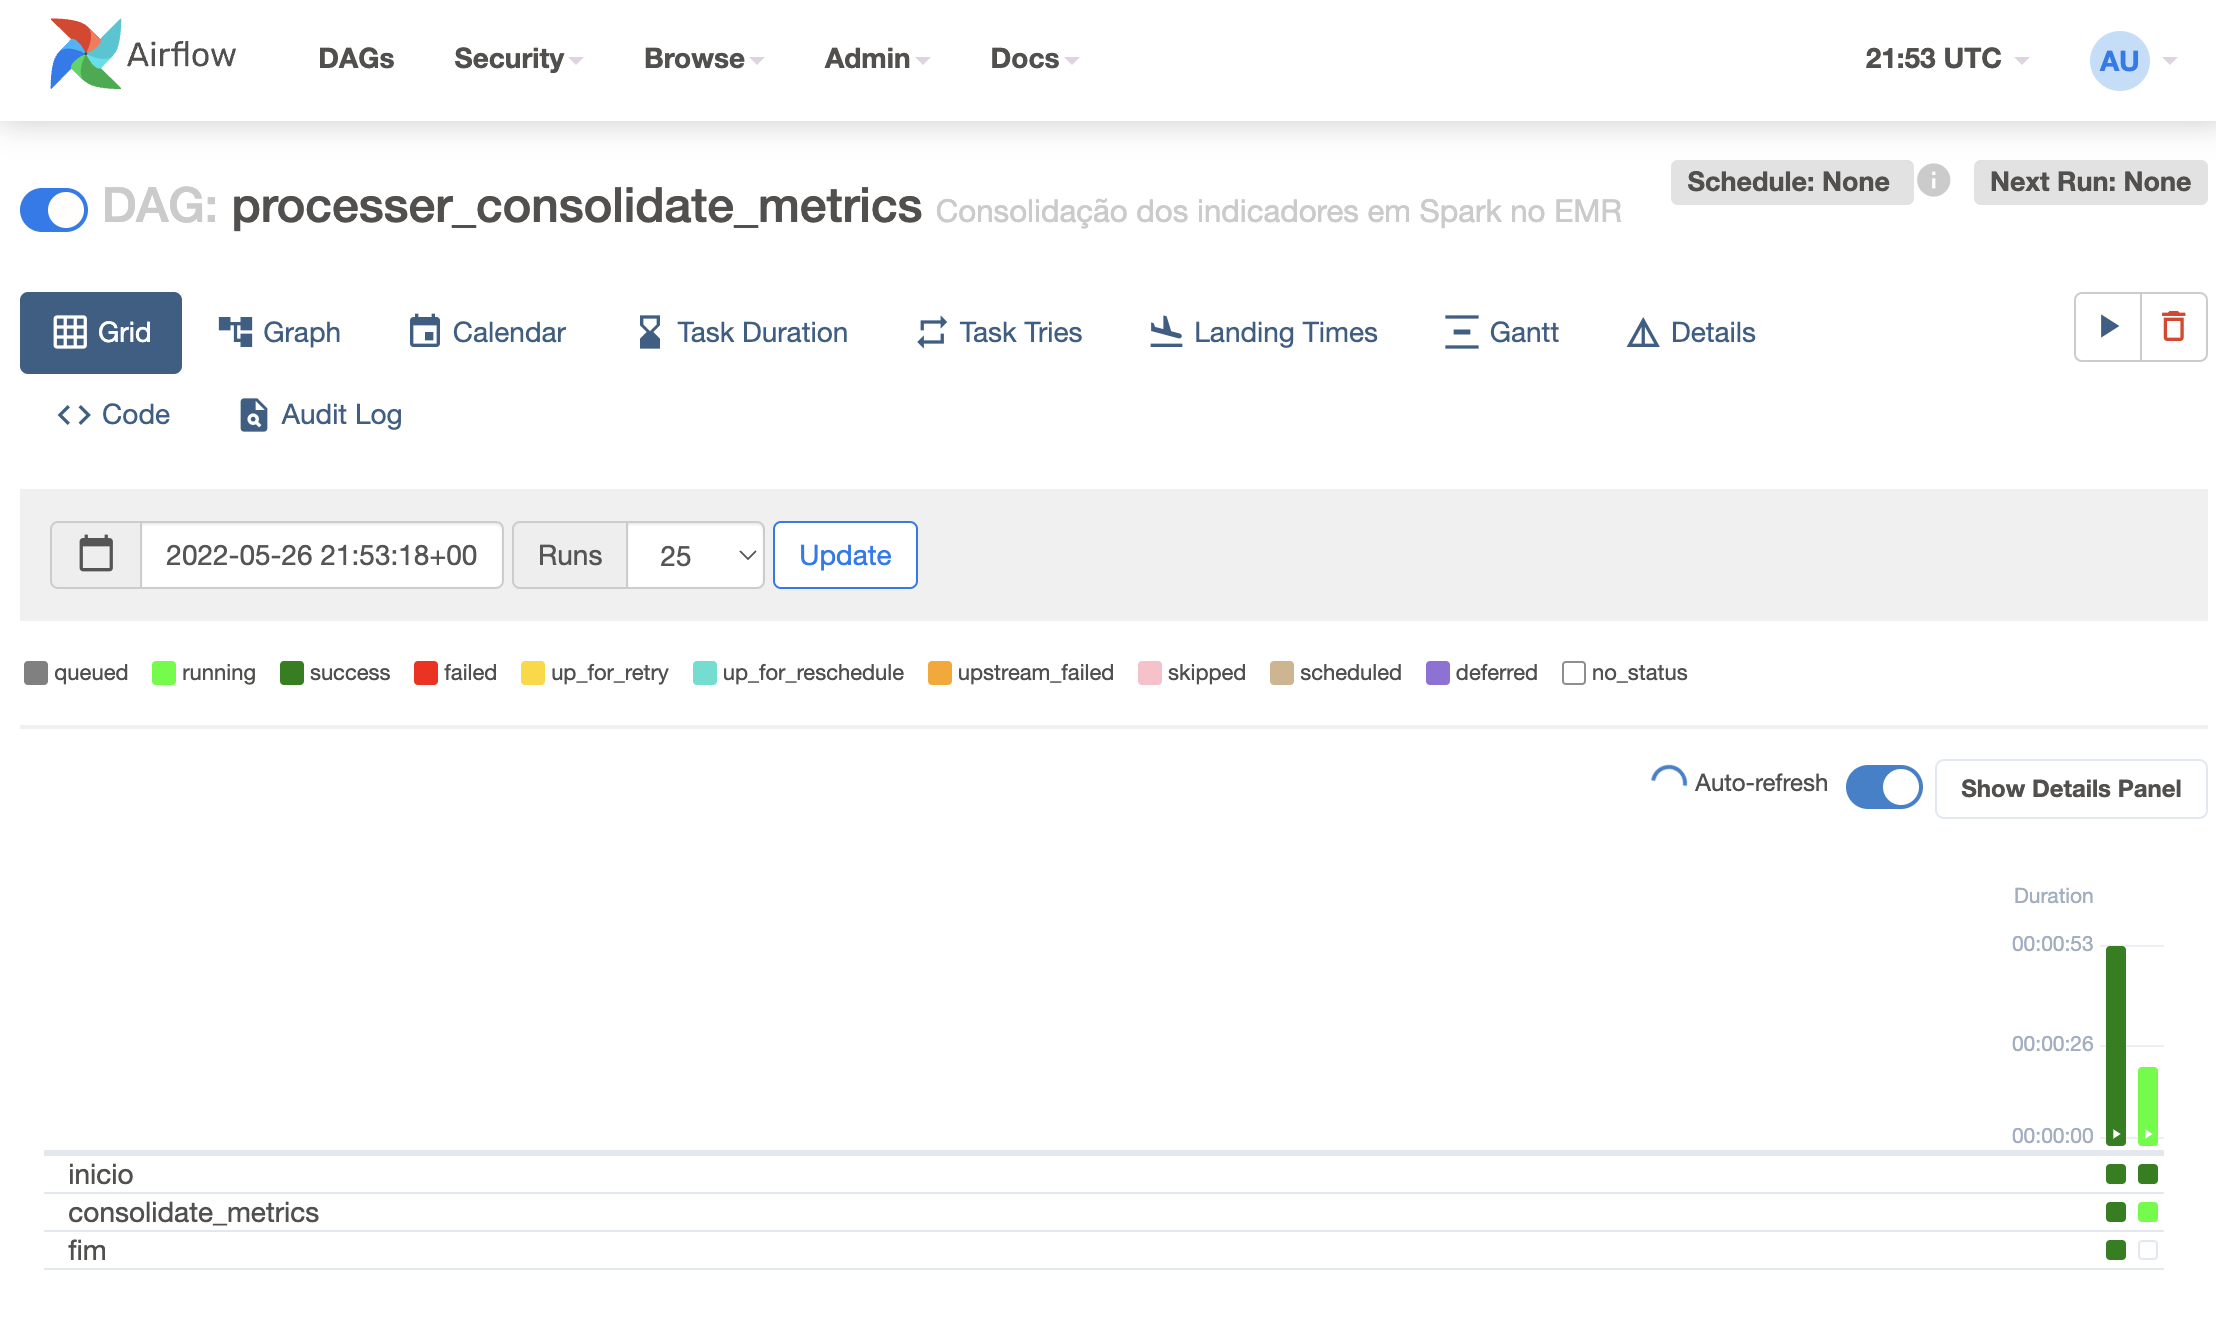 Airflow DAGs Security Browse Admin Docs 21:53 UTC AU
Schedule: None Next Run: None
DAG: processer_consolidate_metrics Consolidação dos indicadores em Spark no EMR
Grid Graph Calendar Task Duration Task Tries Landing Times Gantt Details
Code Audit Log
2022-05-26 21:53:18+00 Runs 25 Update
queued running success failed up_for_retry up_for_reschedule upstream_failed skipped scheduled deferred no_status
Auto-refresh Show Details Panel
Duration
00:00:53
00:00:26
00:00:00
inicio
consolidate_metrics
fim